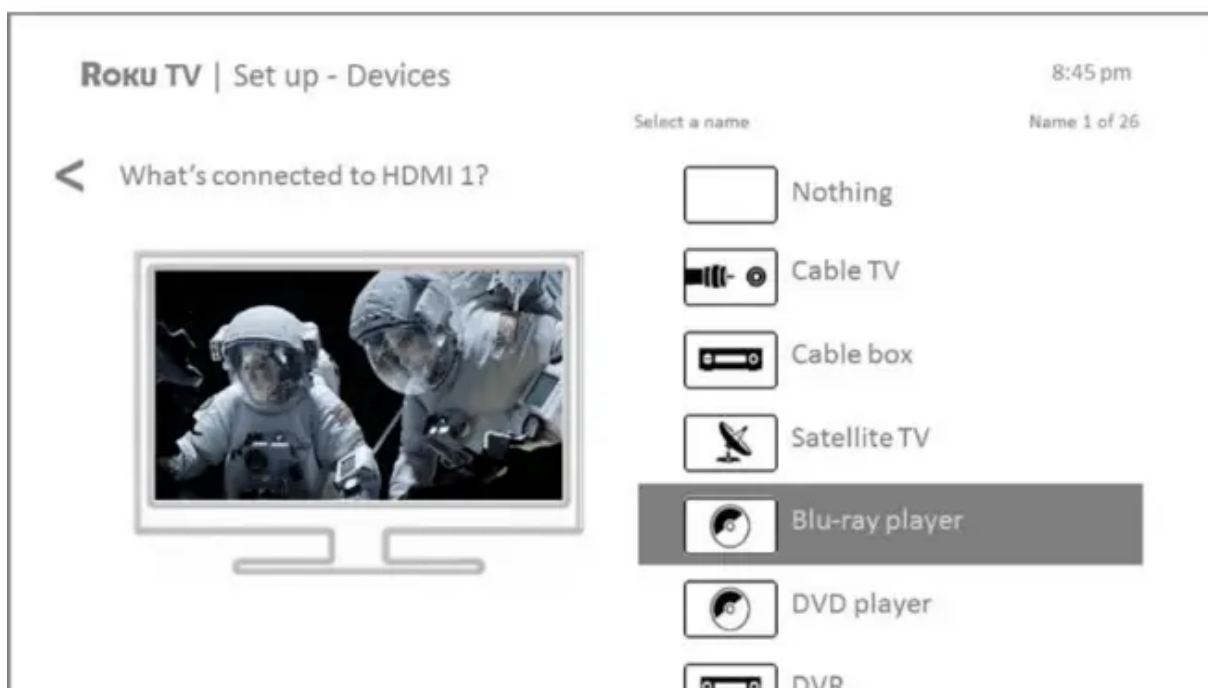 Roku TV | Set up - Devices
8:45 pm
Select a name
Name 1 of 26
< What's connected to HDMI 1?
Nothing
Cable TV
Cable box
Satellite TV
Blu-ray player
DVD player
DVR